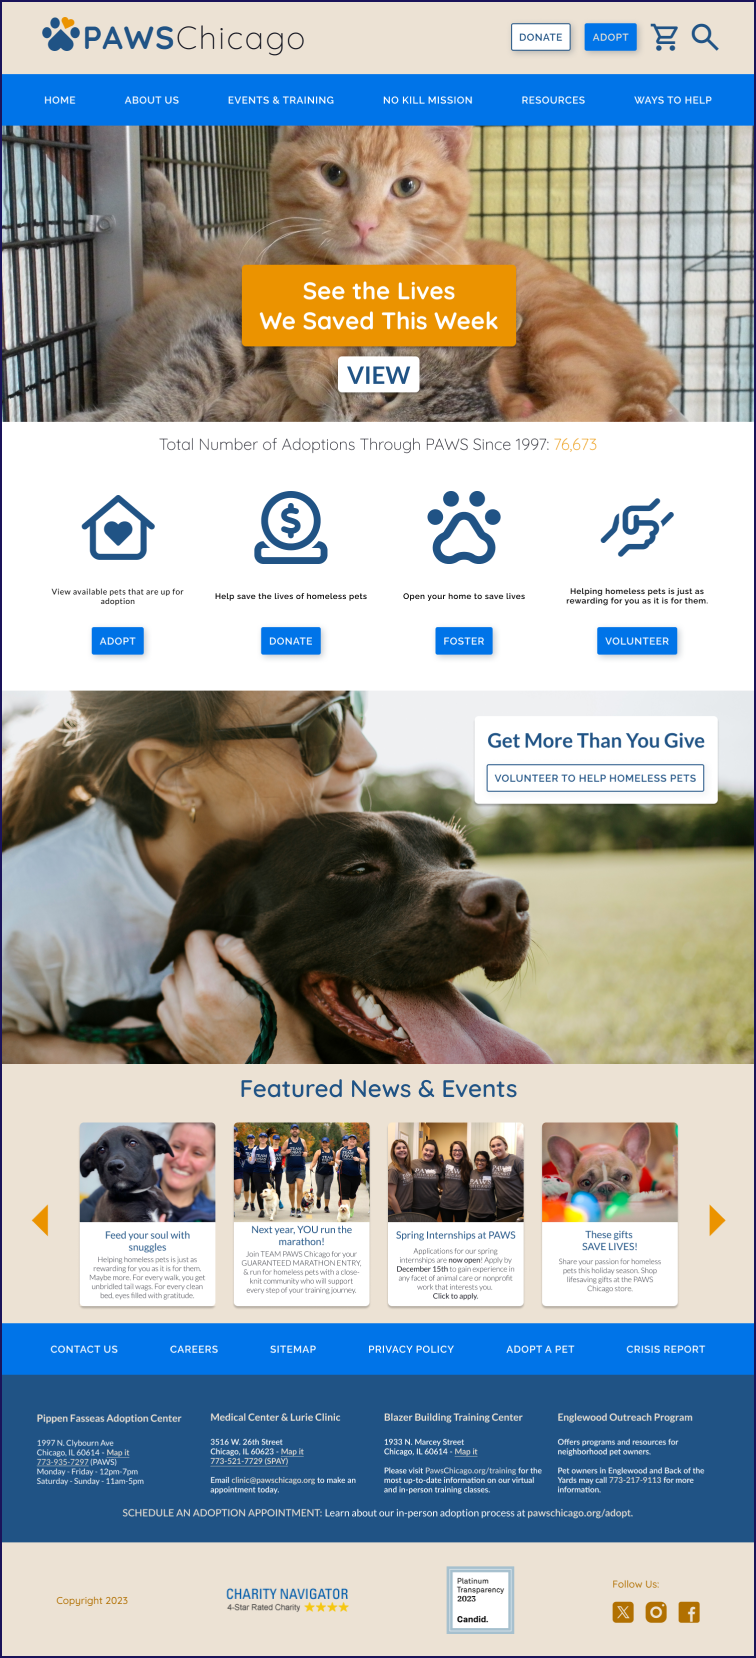 PAWSChicago
DONATE
ADOPT
HOME
ABOUT US
EVENTS & TRAINING
NO KILL MISSION
RESOURCES
WAYS TO HELP
See the Lives
We Saved This Week
VIEW
Total Number of Adoptions Through PAWS Since 1997: 76,673
View available pets that are up for
adoption
Help save the lives of homeless pets
Open your home to save lives
Helping homeless pets is just as
rewarding for you as it is for them.
ADOPT
DONATE
FOSTER
VOLUNTEER
Get More Than You Give
VOLUNTEER TO HELP HOMELESS PETS
Featured News & Events
Feed your soul with
snuggles
Helping homeless pets is just as
rewarding for you as it is for them.
Maybe more. For every walk, you get
unbridled tail wags. For every clean
bed, eyes filled with gratitude.
Next year, YOU run the
marathon!
Join TEAM PAWS Chicago for your
GUARANTEED MARATHON ENTRY,
& run for homeless pets with a close-
knit community who will support
every step of your training journey.
Spring Internships at PAWS
Applications for our spring
internships are now open! Apply by
December 15th to gain experience in
any facet of animal care or nonprofit
work that interests you.
Click to apply.
These gifts
SAVE LIVES!
Share your passion for homeless
pets this holiday season. Shop
lifesaving gifts at the PAWS
Chicago store.
CONTACT US
CAREERS
SITEMAP
PRIVACY POLICY
ADOPT A PET
CRISIS REPORT
Pippen Fasseas Adoption Center
1997 N. Clybourn Ave
Chicago, IL 60614 - Map it
773-935-7297 (PAWS)
Monday - Friday - 12pm-7pm
Saturday - Sunday - 11am-5pm
Medical Center & Lurie Clinic
3516 W. 26th Street
Chicago, IL 60623 - Map it
773-521-7729 (SPAY)
Email clinic@pawschicago.org to make an
appointment today.
Blazer Building Training Center
1933 N. Marcey Street
Chicago, IL 60614 - Map it
Please visit PawsChicago.org/training for the
most up-to-date information on our virtual
and in-person training classes.
Englewood Outreach Program
Offers programs and resources for
neighborhood pet owners.
Pet owners in Englewood and Back of the
Yards may call 773-217-9113 for more
information.
SCHEDULE AN ADOPTION APPOINTMENT: Learn about our in-person adoption process at pawschicago.org/adopt.
Copyright 2023
CHARITY NAVIGATOR
4-Star Rated Charity
Platinum
Transparency
2023
Candid.
Follow Us: